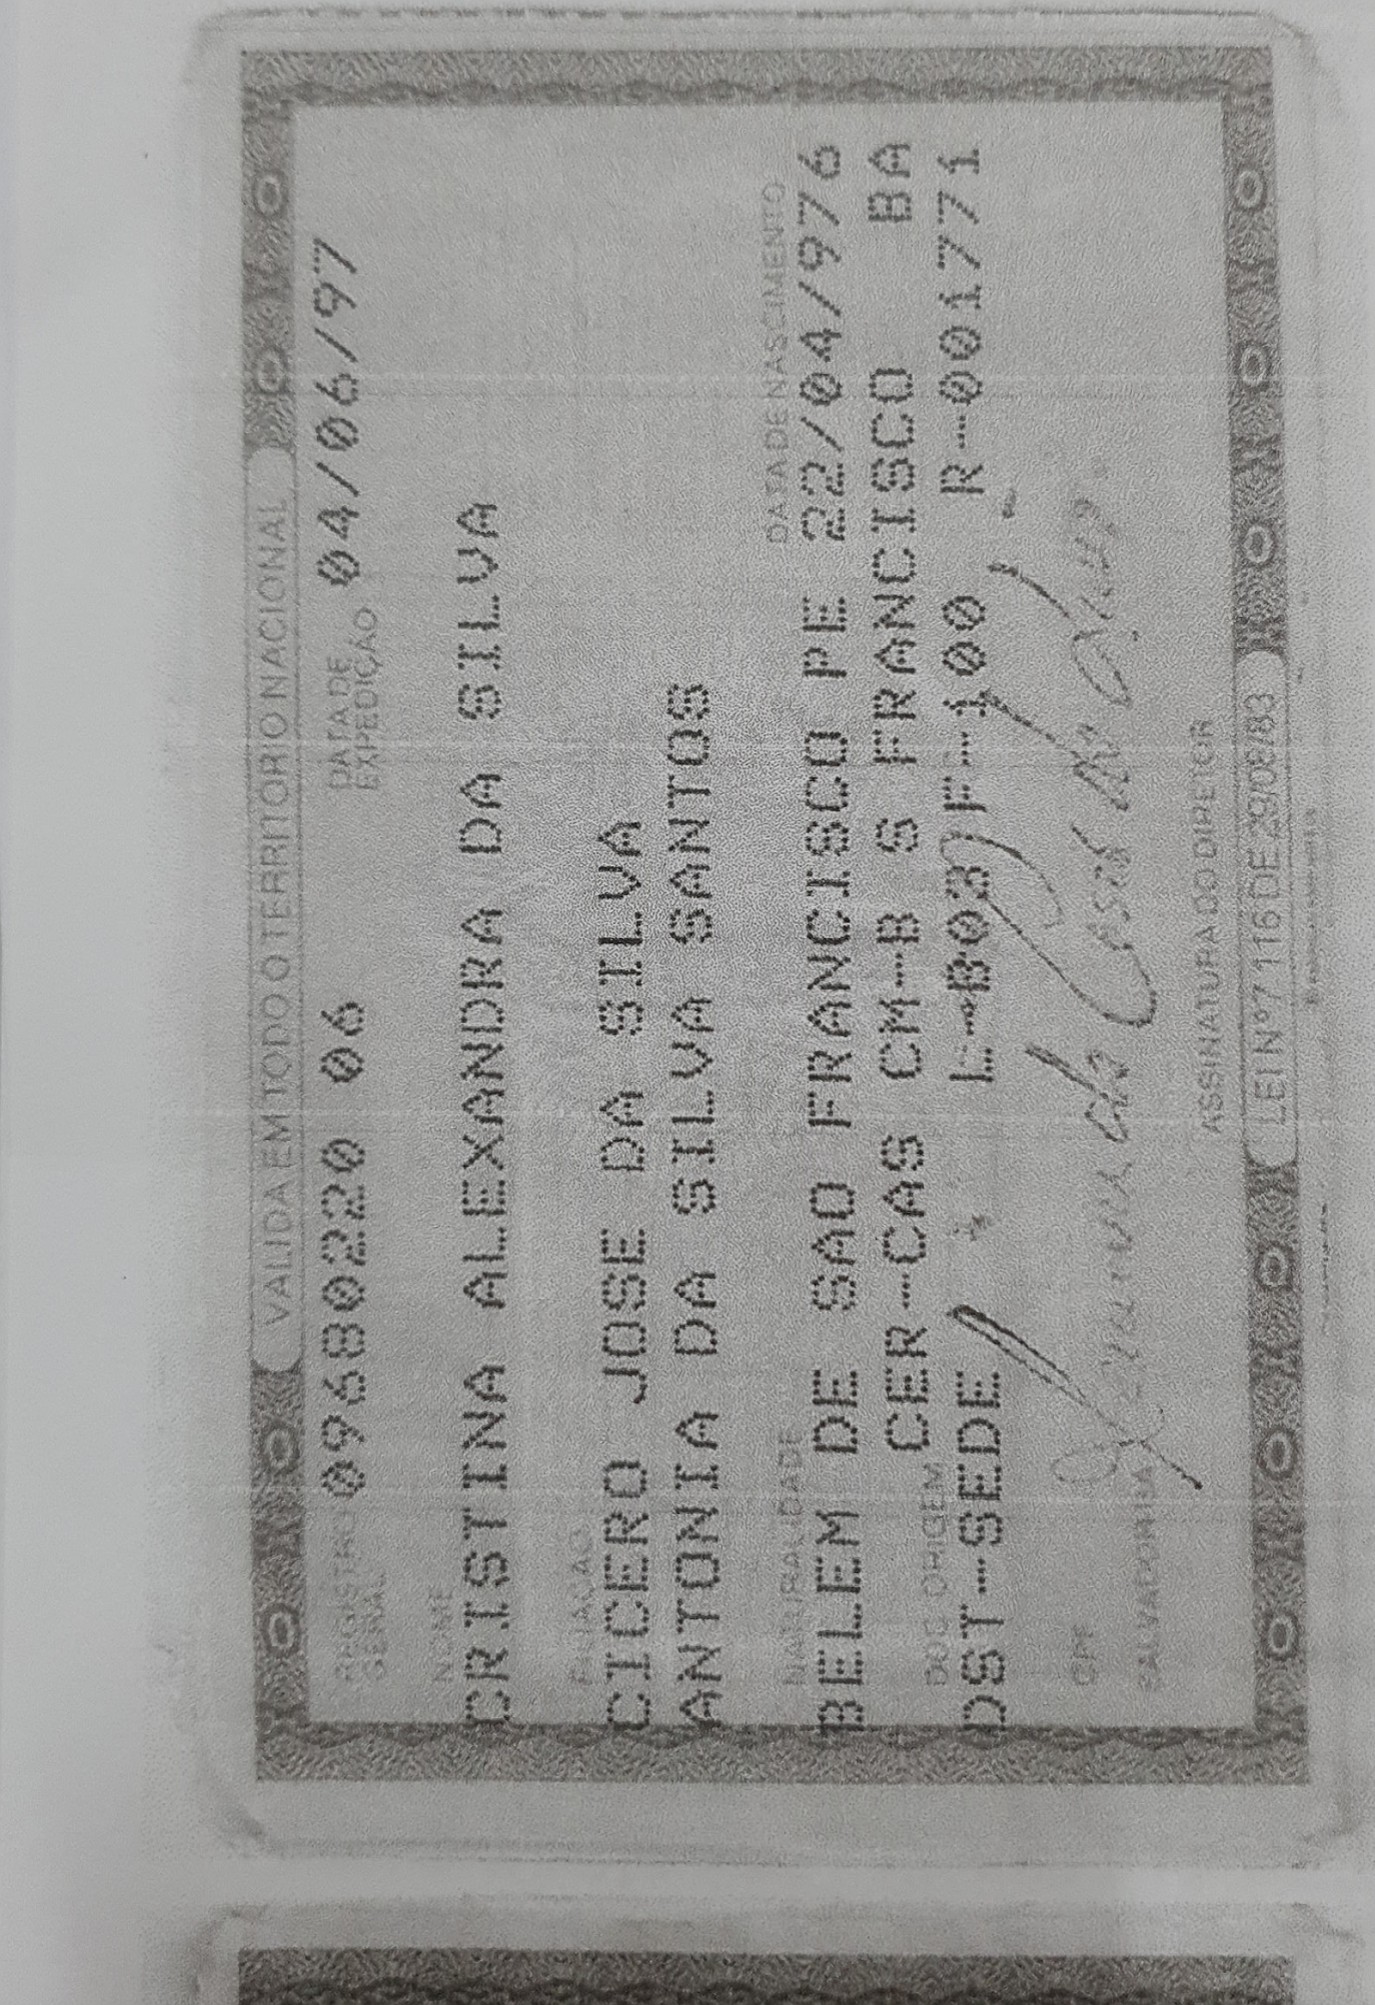 VALIDA EM TODO O TERRITÓRIO NACIONAL
REGISTRO GERAL 09680220 06 DATA DE EXPEDIÇÃO 04/06/97
NOME
CRISTINA ALEXANDRA DA SILVA
FILIAÇÃO
CICERO JOSE DA SILVA
ANTONIA DA SILVA SANTOS
NATURALIDADE DATA DE NASCIMENTO
BELEM DE SAO FRANCISCO PE 22/04/976
DOC ORIGEM CER-CAS CM-B S FRANCISCO BA
DST-SEDE L-B03 F-100 R-001771
CPF
SALVADOR
ASSINATURA DO DIRETOR
LEI Nº 7 116 DE 29/08/83